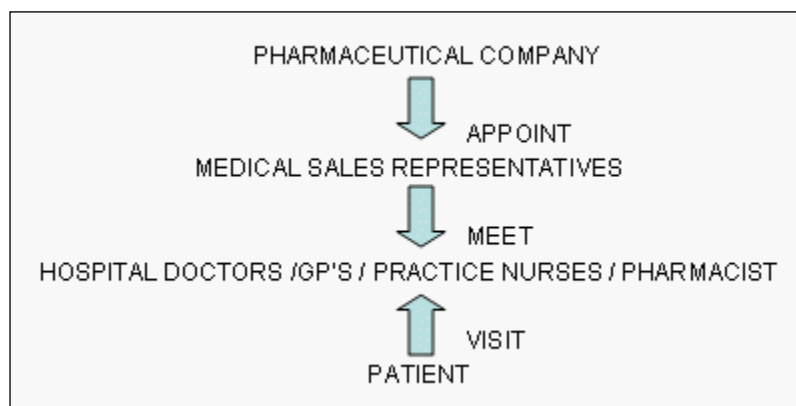 PHARMACEUTICAL COMPANY
APPOINT
MEDICAL SALES REPRESENTATIVES
MEET
HOSPITAL DOCTORS /GP'S / PRACTICE NURSES / PHARMACIST
VISIT
PATIENT